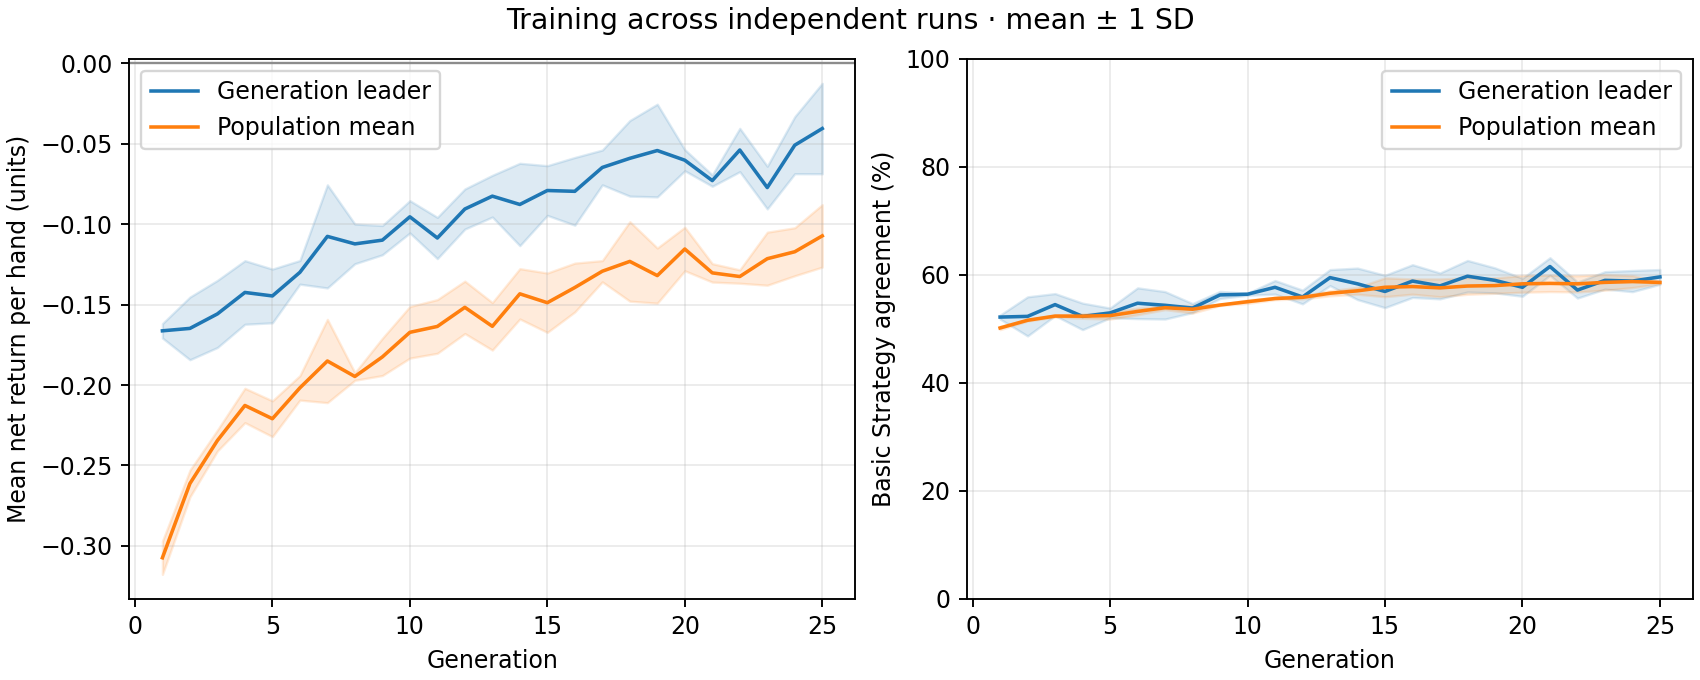 Training across independent runs · mean ± 1 SD
Mean net return per hand (units)
0.00
−0.05
−0.10
−0.15
−0.20
−0.25
−0.30
Generation leader
Population mean
0 5 10 15 20 25
Generation
Basic Strategy agreement (%)
100
80
60
40
20
0
Generation leader
Population mean
0 5 10 15 20 25
Generation